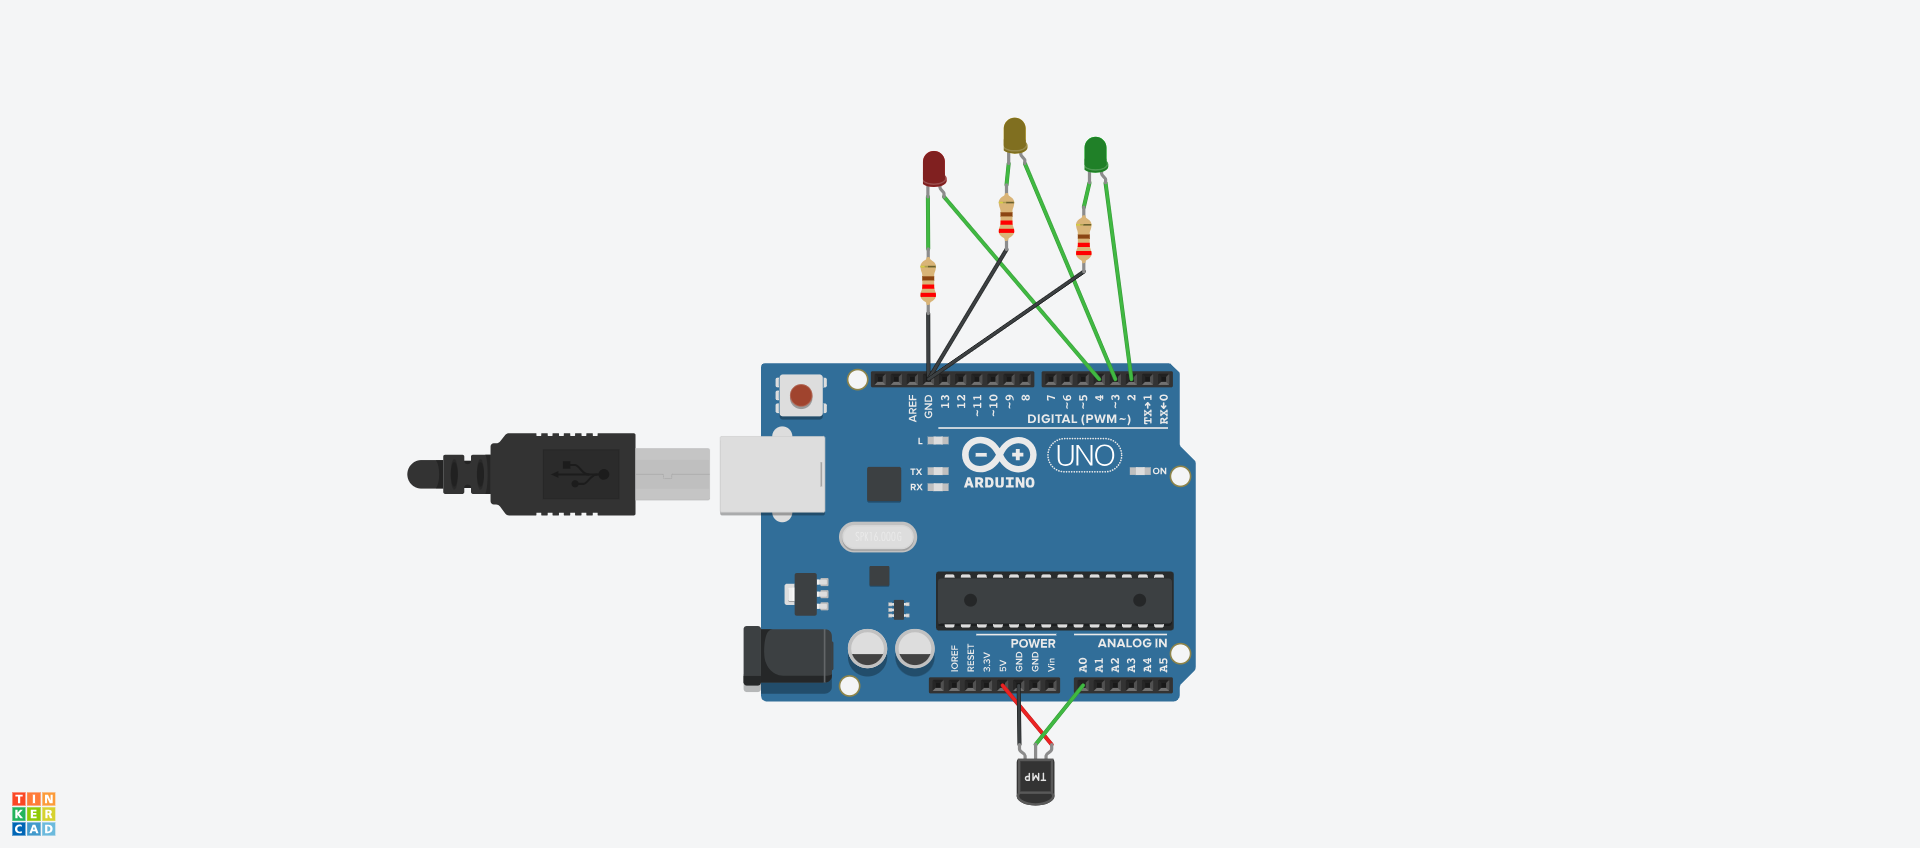 AREF
GND
13
12
~11
~10
~9
8
7
~6
~5
4
~3
2
TX→1
RX←0
DIGITAL (PWM~)
L
TX
RX
ARDUINO
UNO
ON
POWER
ANALOG IN
IOREF
RESET
3.3V
5V
GND
GND
Vin
A0
A1
A2
A3
A4
A5
TMP
TIN
KER
CAD